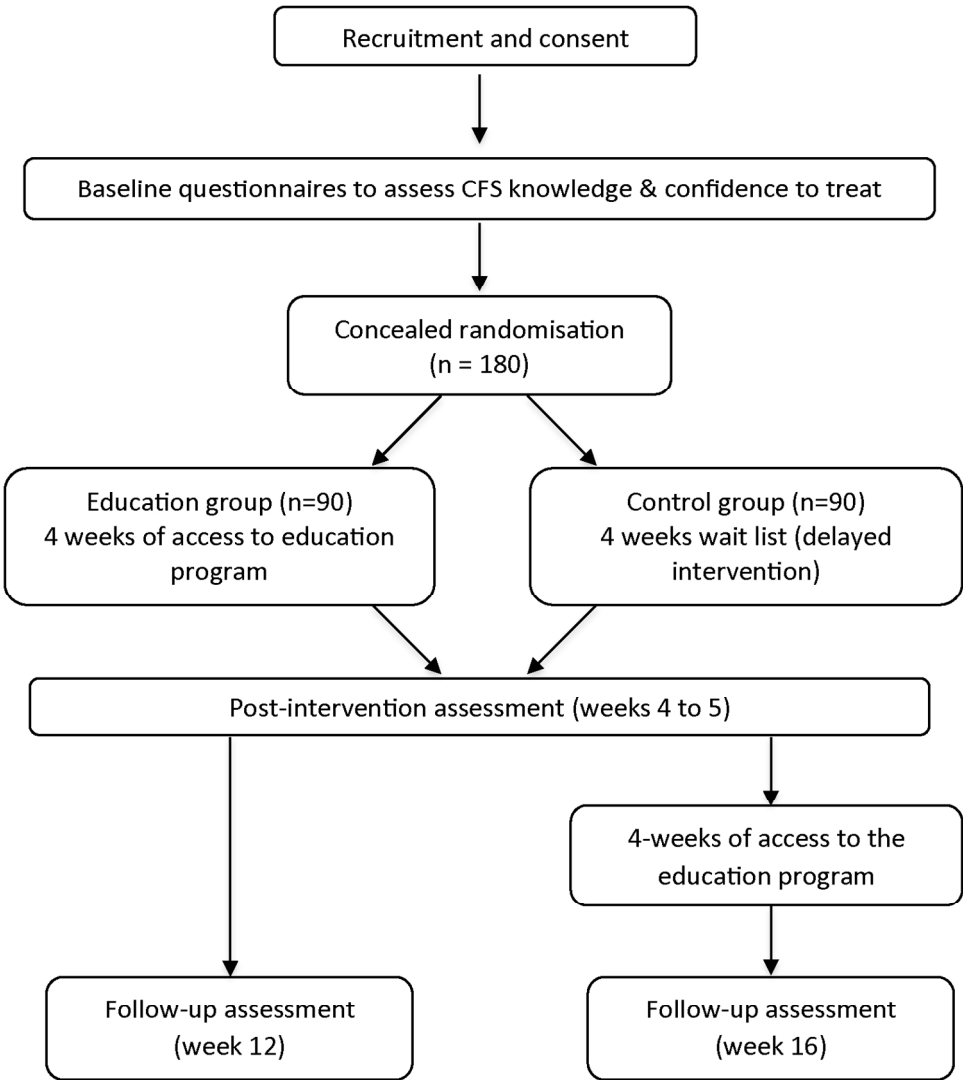 Recruitment and consent
Baseline questionnaires to assess CFS knowledge & confidence to treat
Concealed randomisation
(n = 180)
Education group (n=90)
4 weeks of access to education
program
Control group (n=90)
4 weeks wait list (delayed
intervention)
Post-intervention assessment (weeks 4 to 5)
4-weeks of access to the
education program
Follow-up assessment
(week 12)
Follow-up assessment
(week 16)